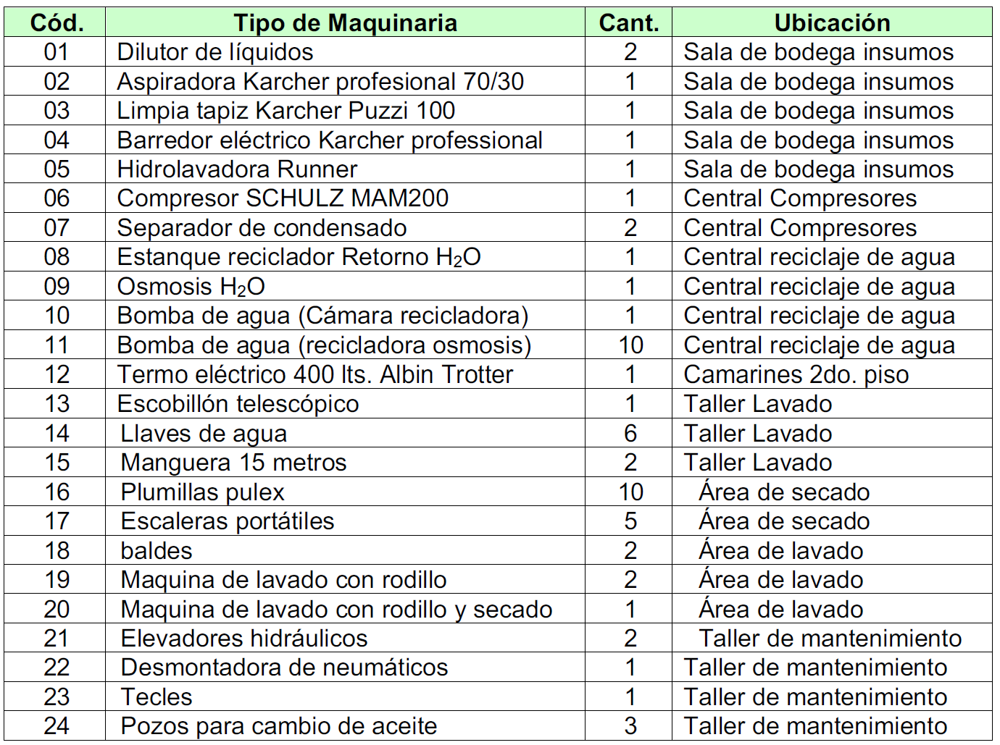 Cód. Tipo de Maquinaria Cant. Ubicación
01 Dilutor de líquidos 2 Sala de bodega insumos
02 Aspiradora Karcher profesional 70/30 1 Sala de bodega insumos
03 Limpia tapiz Karcher Puzzi 100 1 Sala de bodega insumos
04 Barredor eléctrico Karcher professional 1 Sala de bodega insumos
05 Hidrolavadora Runner 1 Sala de bodega insumos
06 Compresor SCHULZ MAM200 1 Central Compresores
07 Separador de condensado 2 Central Compresores
08 Estanque reciclador Retorno H₂O 1 Central reciclaje de agua
09 Osmosis H₂O 1 Central reciclaje de agua
10 Bomba de agua (Cámara recicladora) 1 Central reciclaje de agua
11 Bomba de agua (recicladora osmosis) 10 Central reciclaje de agua
12 Termo eléctrico 400 lts. Albin Trotter 1 Camarines 2do. piso
13 Escobillón telescópico 1 Taller Lavado
14 Llaves de agua 6 Taller Lavado
15 Manguera 15 metros 2 Taller Lavado
16 Plumillas pulex 10 Área de secado
17 Escaleras portátiles 5 Área de secado
18 baldes 2 Área de lavado
19 Maquina de lavado con rodillo 2 Área de lavado
20 Maquina de lavado con rodillo y secado 1 Área de lavado
21 Elevadores hidráulicos 2 Taller de mantenimiento
22 Desmontadora de neumáticos 1 Taller de mantenimiento
23 Tecles 1 Taller de mantenimiento
24 Pozos para cambio de aceite 3 Taller de mantenimiento